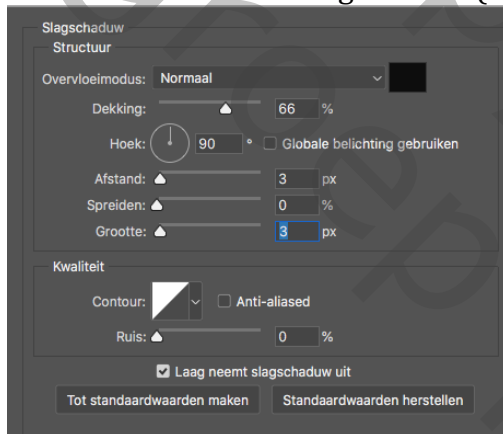 Slagschaduw
Structuur
Overvloeimodus: Normaal
Dekking: 66 %
Hoek: 90 ° Globale belichting gebruiken
Afstand: 3 px
Spreiden: 0 %
Grootte: 3 px
Kwaliteit
Contour: Anti-aliased
Ruis: 0 %
Laag neemt slagschaduw uit
Tot standaardwaarden maken Standaardwaarden herstellen